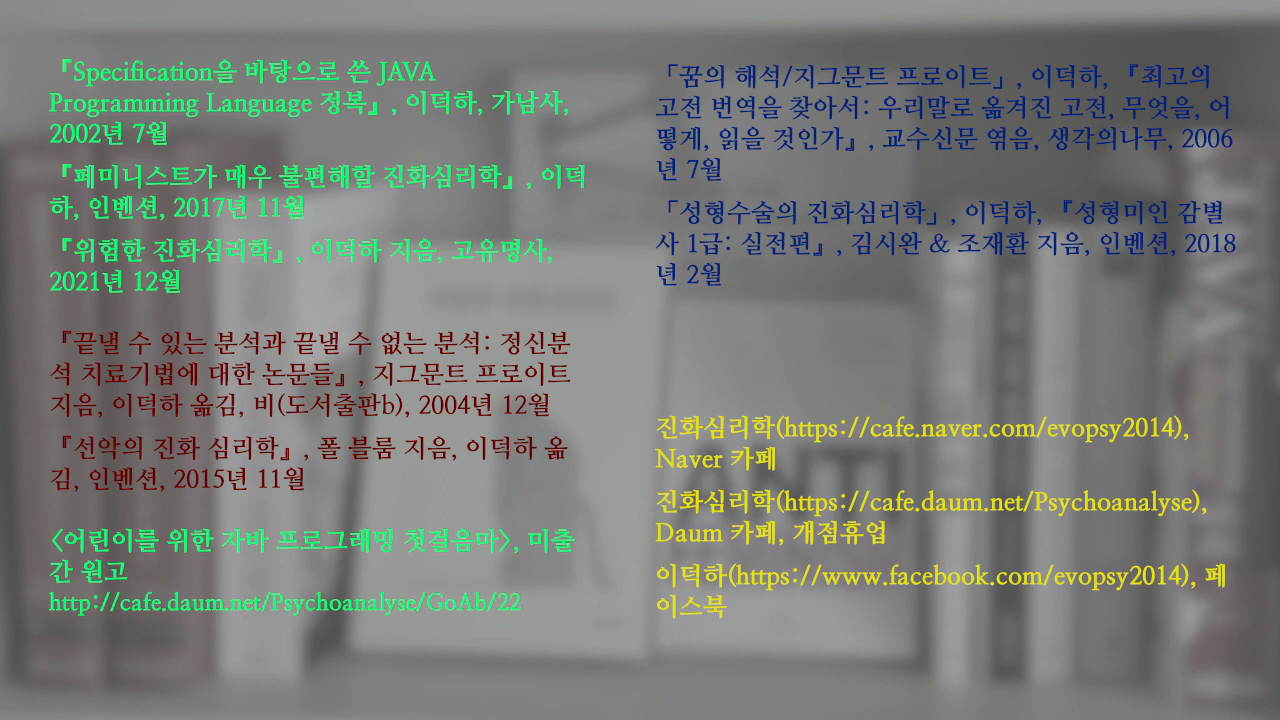 『Specification을 바탕으로 쓴 JAVA
Programming Language 정복』, 이덕하, 가남사,
2002년 7월
『페미니스트가 매우 불편해할 진화심리학』, 이덕
하, 인벤션, 2017년 11월
『위험한 진화심리학』, 이덕하 지음, 고유명사,
2021년 12월
『끝낼 수 있는 분석과 끝낼 수 없는 분석: 정신분
석 치료기법에 대한 논문들』, 지그문트 프로이트
지음, 이덕하 옮김, 비(도서출판b), 2004년 12월
『선악의 진화 심리학』, 폴 블룸 지음, 이덕하 옮
김, 인벤션, 2015년 11월
<어린이를 위한 자바 프로그래밍 첫걸음마>, 미출
간 원고
http://cafe.daum.net/Psychoanalyse/GoAb/22
「꿈의 해석/지그문트 프로이트」, 이덕하, 『최고의
고전 번역을 찾아서: 우리말로 옮겨진 고전, 무엇을, 어
떻게, 읽을 것인가』, 교수신문 엮음, 생각의나무, 2006
년 7월
「성형수술의 진화심리학」, 이덕하, 『성형미인 감별
사 1급: 실전편』, 김시완 & 조재환 지음, 인벤션, 2018
년 2월
진화심리학(https://cafe.naver.com/evopsy2014),
Naver 카페
진화심리학(https://cafe.daum.net/Psychoanalyse),
Daum 카페, 개점휴업
이덕하(https://www.facebook.com/evopsy2014), 페
이스북